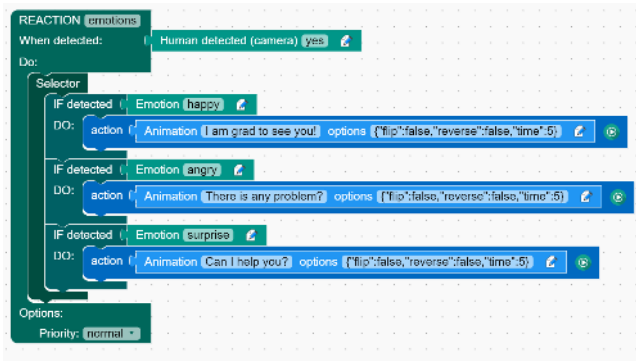 REACTION emotions
When detected: Human detected (camera) yes
Do:
Selector
IF detected Emotion happy
DO: action Animation I am grad to see you! options {"flip":false,"reverse":false,"time":5}
IF detected Emotion angry
DO: action Animation There is any problem? options {"flip":false,"reverse":false,"time":5}
IF detected Emotion surprise
DO: action Animation Can I help you? options {"flip":false,"reverse":false,"time":5}
Options:
Priority: normal